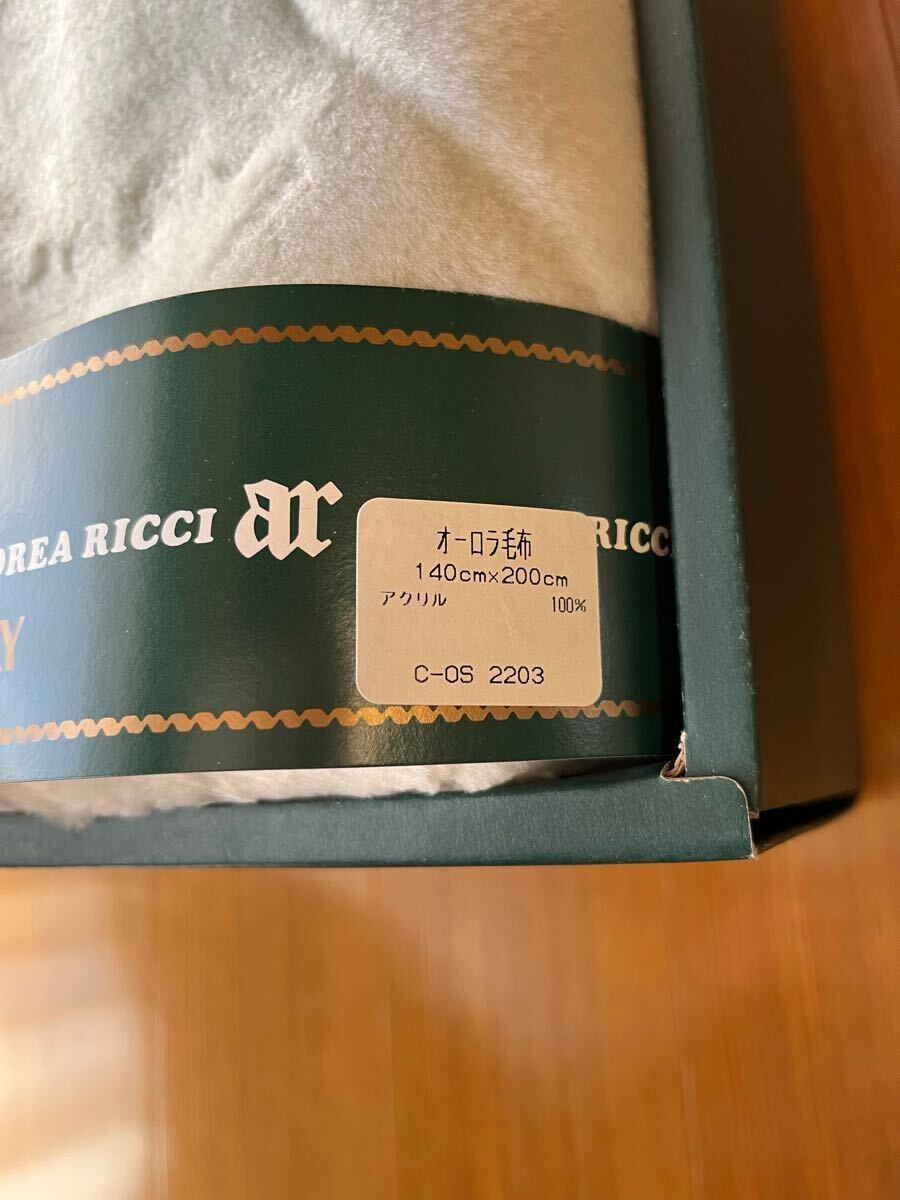 DREA RICCI ar RICC
LY
オーロラ毛布
140cm×200cm
アクリル 100%
C-OS 2203